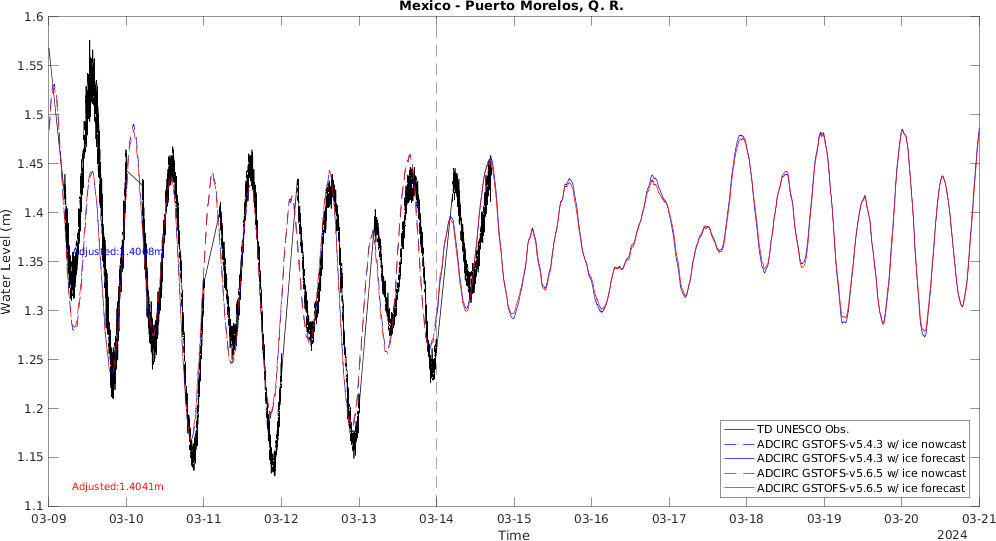 Mexico - Puerto Morelos, Q. R.
1.6
1.55
1.5
1.45
1.4
1.35
1.3
1.25
1.2
1.15
1.1
Water Level (m)
Adjusted:1.4008m
Adjusted:1.4041m
TD UNESCO Obs.
ADCIRC GSTOFS-v5.4.3 w/ ice nowcast
ADCIRC GSTOFS-v5.4.3 w/ ice forecast
ADCIRC GSTOFS-v5.6.5 w/ ice nowcast
ADCIRC GSTOFS-v5.6.5 w/ ice forecast
03-09 03-10 03-11 03-12 03-13 03-14 03-15 03-16 03-17 03-18 03-19 03-20 03-21
Time
2024